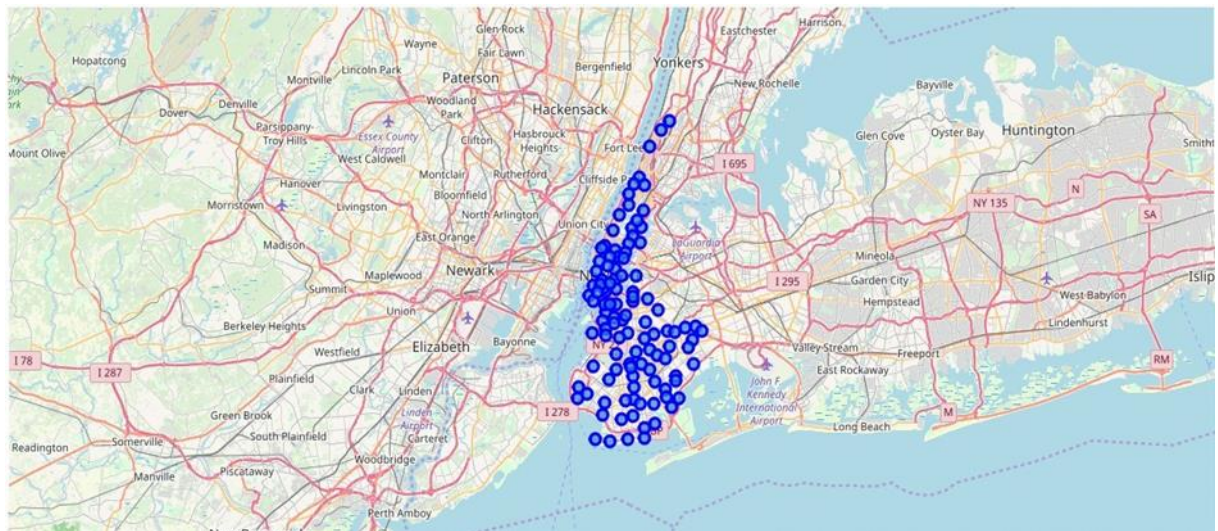 Glen Rock
Harrison
Hopatcong
Wayne
Fair Lawn
Eastchester
Montville
Lincoln Park
Bergenfield
Yonkers
Paterson
New Rochelle
Bayville
Denville
Woodland Park
Hackensack
Dover
Parsippany
Troy Hills
Essex County Airport
Clifton
Hasbrouck Heights
Glen Cove
Oyster Bay
Huntington
Mount Olive
West Caldwell
Fort Lee
I 695
Montclair
Rutherford
Cliffside
Hanover
Bloomfield
N
Livingston
NY 135
Morristown
North Arlington
Union City
SA
Madison
East Orange
LaGuardia Airport
Mineola
Maplewood
Newark
N
I 295
Garden City
Islip
Summit
Hempstead
West Babylon
Union
Lindenhurst
Berkeley Heights
Elizabeth
Bayonne
NY
Valley Stream
Freeport
I 78
Westfield
East Rockaway
RM
I 287
Plainfield
Clark
Linden
John F Kennedy International Airport
Green Brook
Linden Airport
I 278
M
Readington
South Plainfield
Carteret
Long Beach
Somerville
Woodbridge
Piscataway
Manville
Perth Amboy